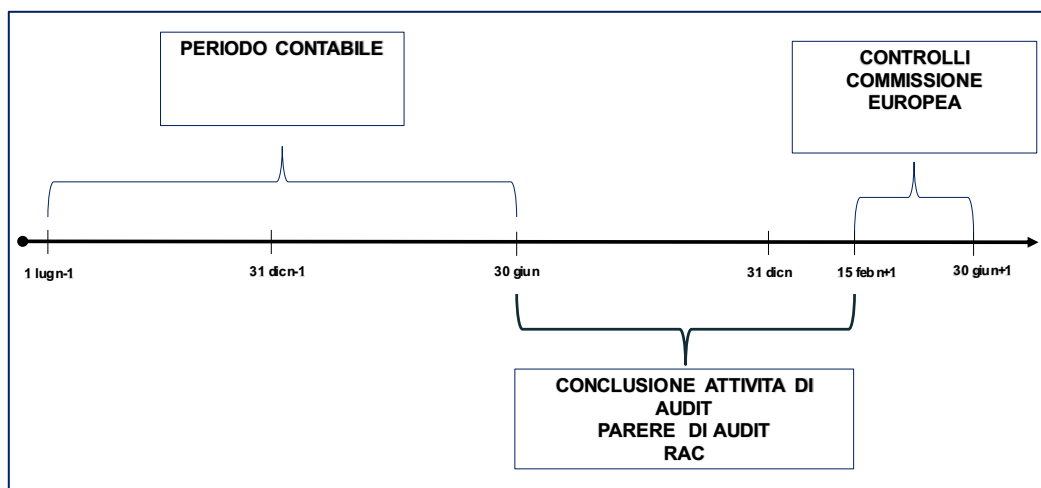 PERIODO CONTABILE
CONTROLLI
COMMISSIONE
EUROPEA
1 lugn-1
31 dicn-1
30 giun
31 dicn
15 febn+1
30 giun+1
CONCLUSIONE ATTIVITA DI
AUDIT
PARERE DI AUDIT
RAC